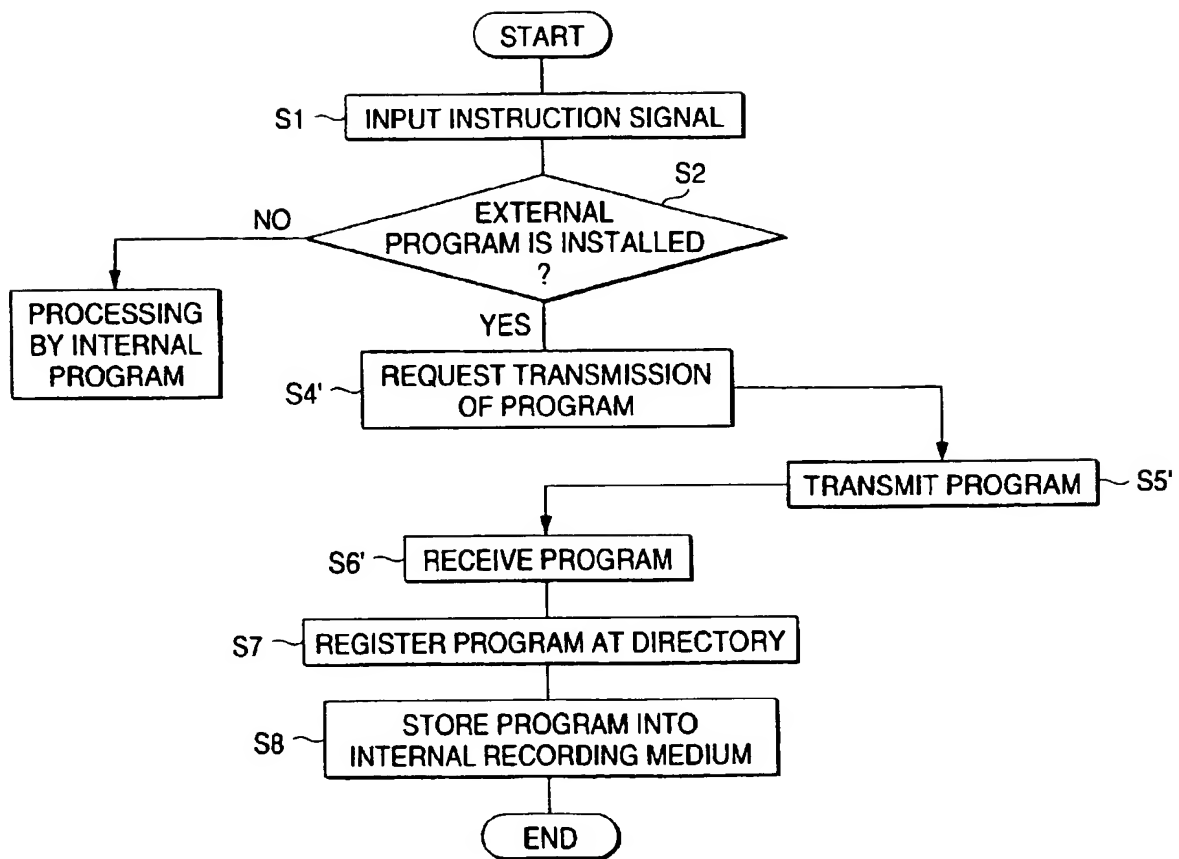 START
S1
INPUT INSTRUCTION SIGNAL
S2
EXTERNAL
PROGRAM IS INSTALLED
?
NO
PROCESSING
BY INTERNAL
PROGRAM
YES
S4'
REQUEST TRANSMISSION
OF PROGRAM
TRANSMIT PROGRAM
S5'
S6'
RECEIVE PROGRAM
S7
REGISTER PROGRAM AT DIRECTORY
S8
STORE PROGRAM INTO
INTERNAL RECORDING MEDIUM
END